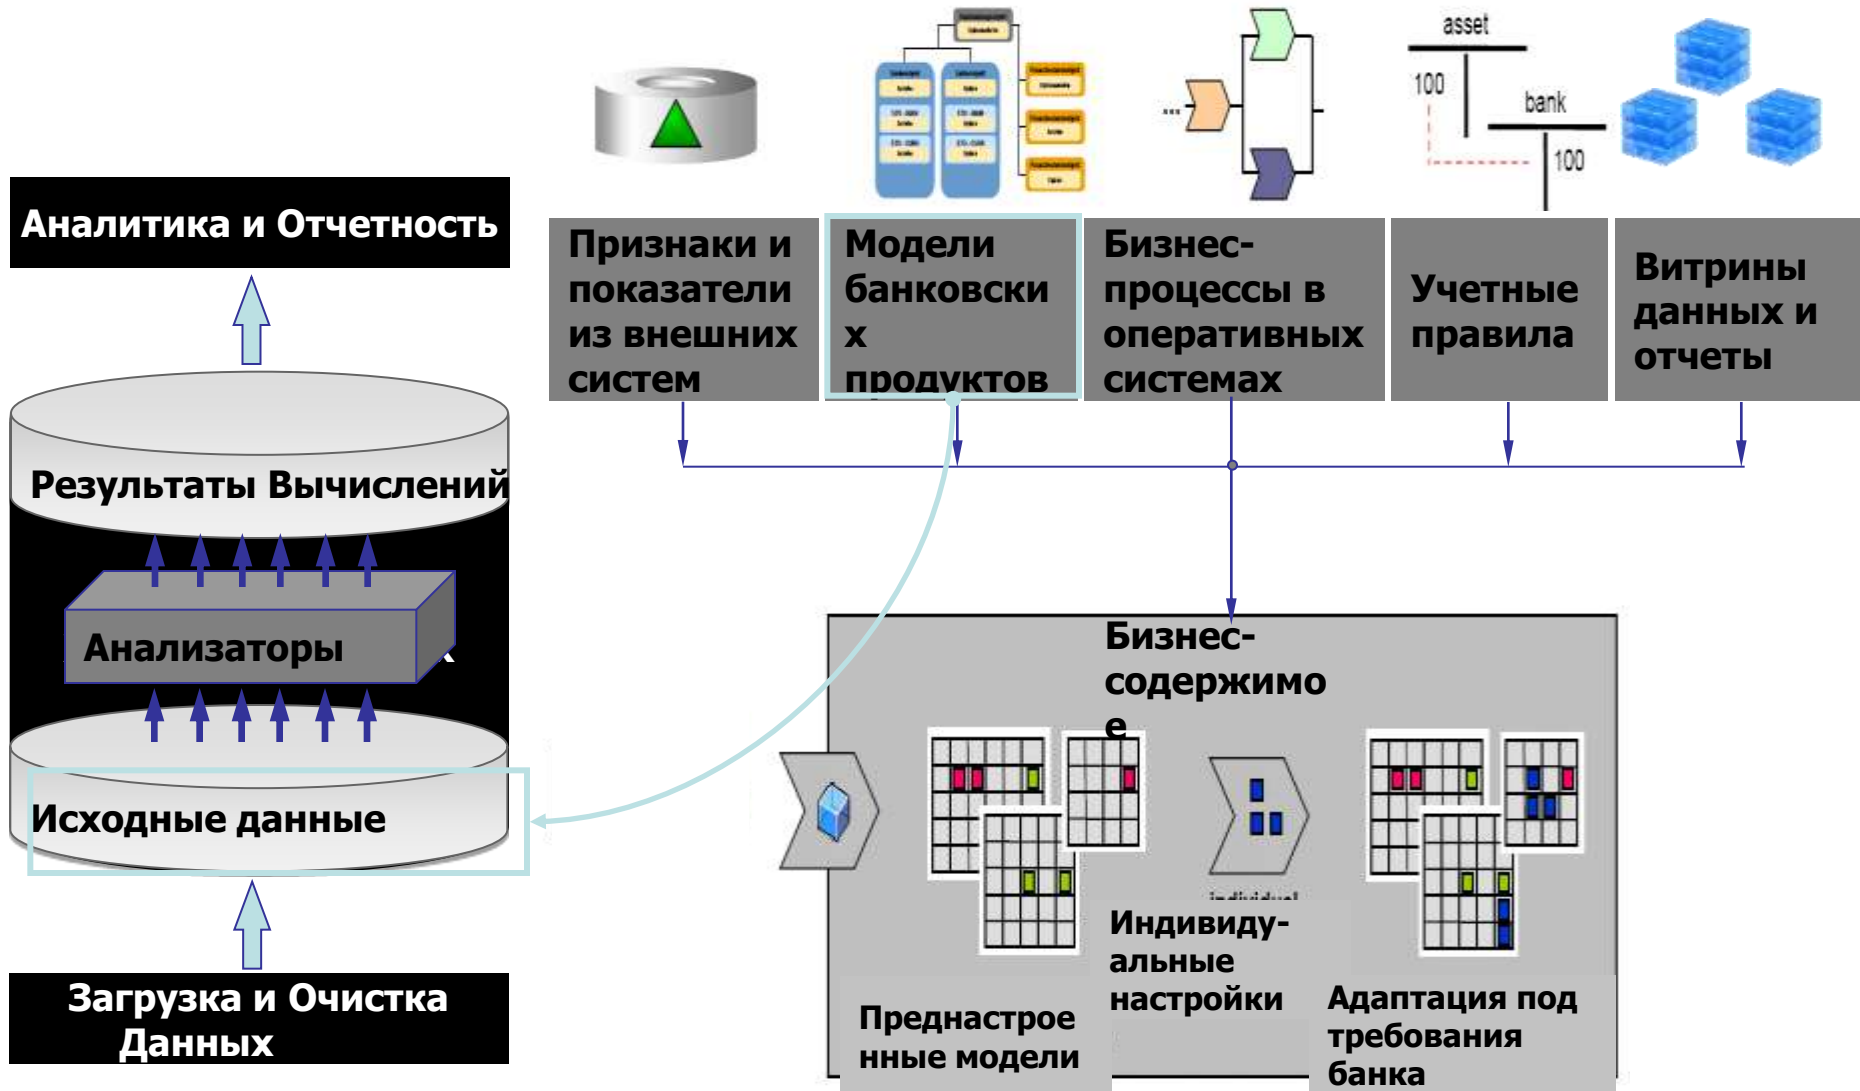 asset
100
bank
100
Аналитика и Отчетность
Признаки и
показатели
из внешних
систем
Модели
банковски
х
продуктов
Бизнес-
процессы в
оперативных
системах
Учетные
правила
Витрины
данных и
отчеты
Результаты Вычислений
Анализаторы
Исходные данные
Загрузка и Очистка
Данных
Бизнес-
содержимо
е
individual
Индивиду-
альные
настройки
Преднастрое
нные модели
Адаптация под
требования
банка